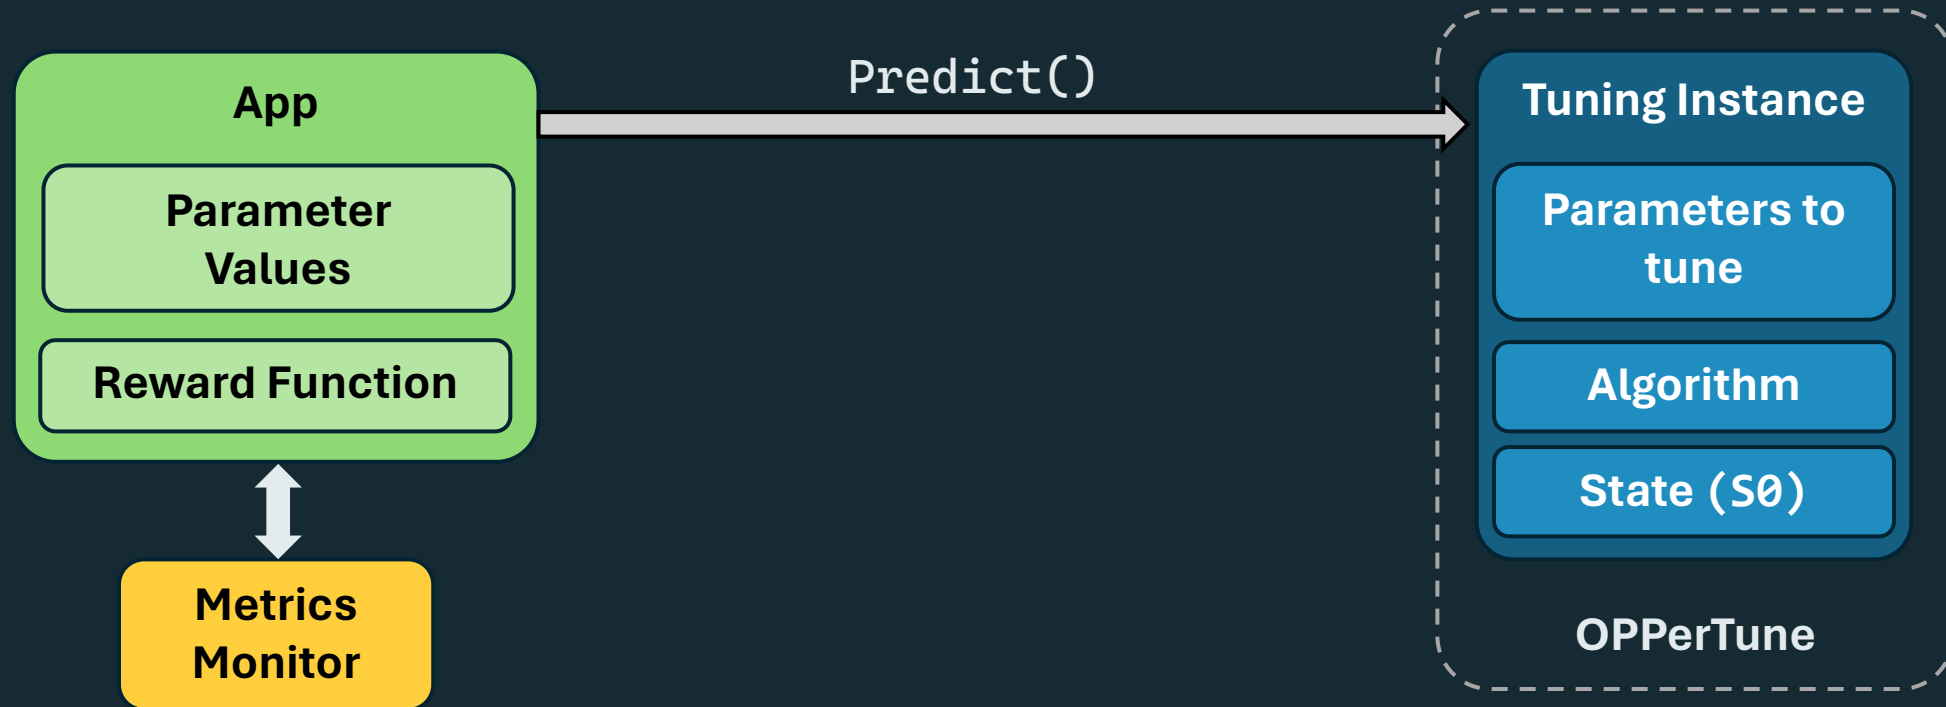 App
Parameter
Values
Reward Function
Metrics
Monitor
Predict()
Tuning Instance
Parameters to
tune
Algorithm
State (S0)
OPPerTune